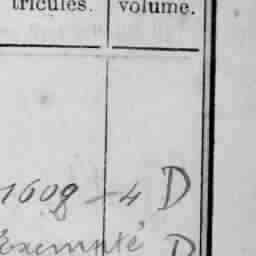 tricules. volume.
1609 - 4 D
Exempté D